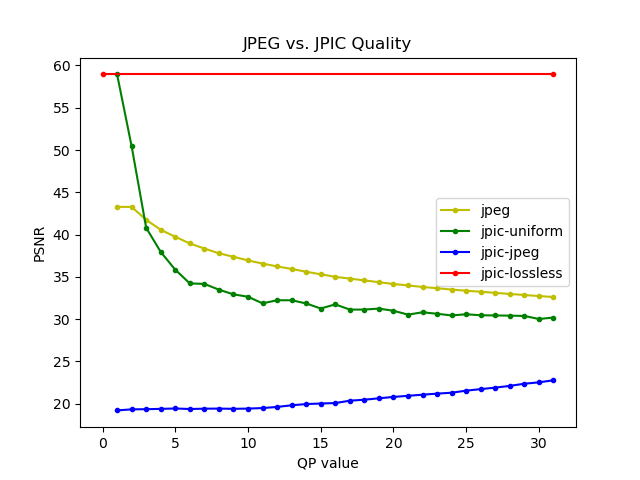 JPEG vs. JPIC Quality
PSNR
60
55
50
45
40
35
30
25
20
jpeg
jpic-uniform
jpic-jpeg
jpic-lossless
0 5 10 15 20 25 30
QP value